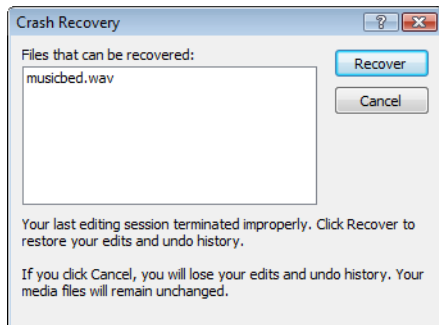 Crash Recovery
Files that can be recovered:
musicbed.wav
Recover
Cancel
Your last editing session terminated improperly. Click Recover to
restore your edits and undo history.
If you click Cancel, you will lose your edits and undo history. Your
media files will remain unchanged.